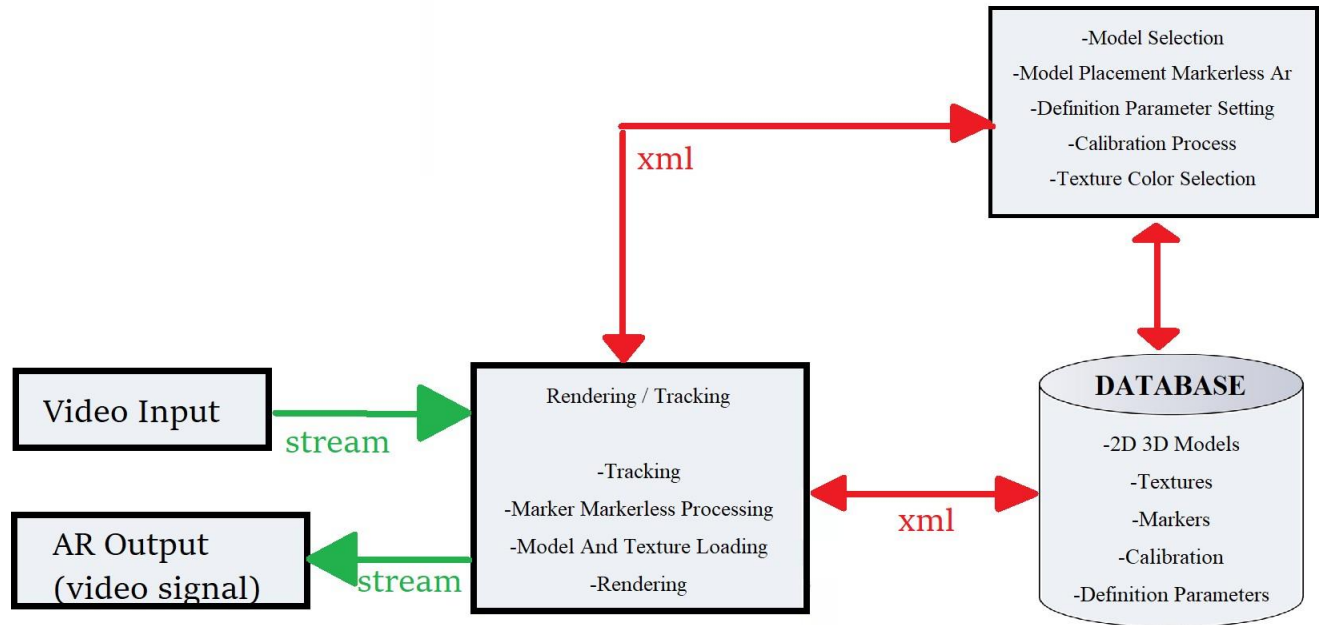 -Model Selection
-Model Placement Markerless Ar
-Definition Parameter Setting
-Calibration Process
-Texture Color Selection
xml
Video Input
stream
AR Output
(video signal)
stream
Rendering / Tracking
-Tracking
-Marker Markerless Processing
-Model And Texture Loading
-Rendering
xml
DATABASE
-2D 3D Models
-Textures
-Markers
-Calibration
-Definition Parameters